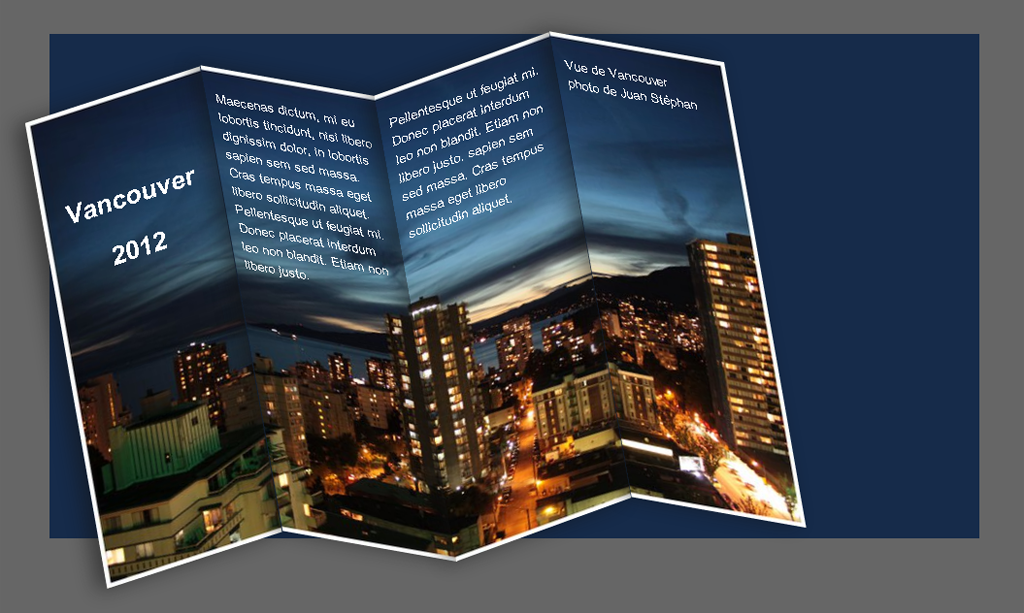 Vancouver
2012
Maecenas dictum, mi eu
lobortis tincidunt, nisl libero
dignissim dolor, in lobortis
sapien sem sed massa.
Cras tempus massa eget
libero sollicitudin aliquet.
Pellentesque ut feugiat mi.
Donec placerat interdum
leo non blandit. Etiam non
libero justo.
Pellentesque ut feugiat mi.
Donec placerat interdum
leo non blandit. Etiam non
libero justo. sapien sem
sed massa. Cras tempus
massa eget libero
sollicitudin aliquet.
Vue de Vancouver
photo de Juan Stéphan